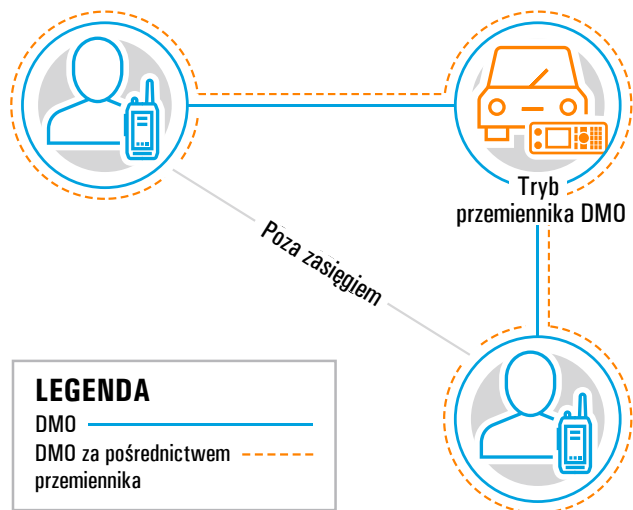 Tryb
przemiennika DMO
Poza zasięgiem
LEGENDA
DMO
DMO za pośrednictwem
przemiennika